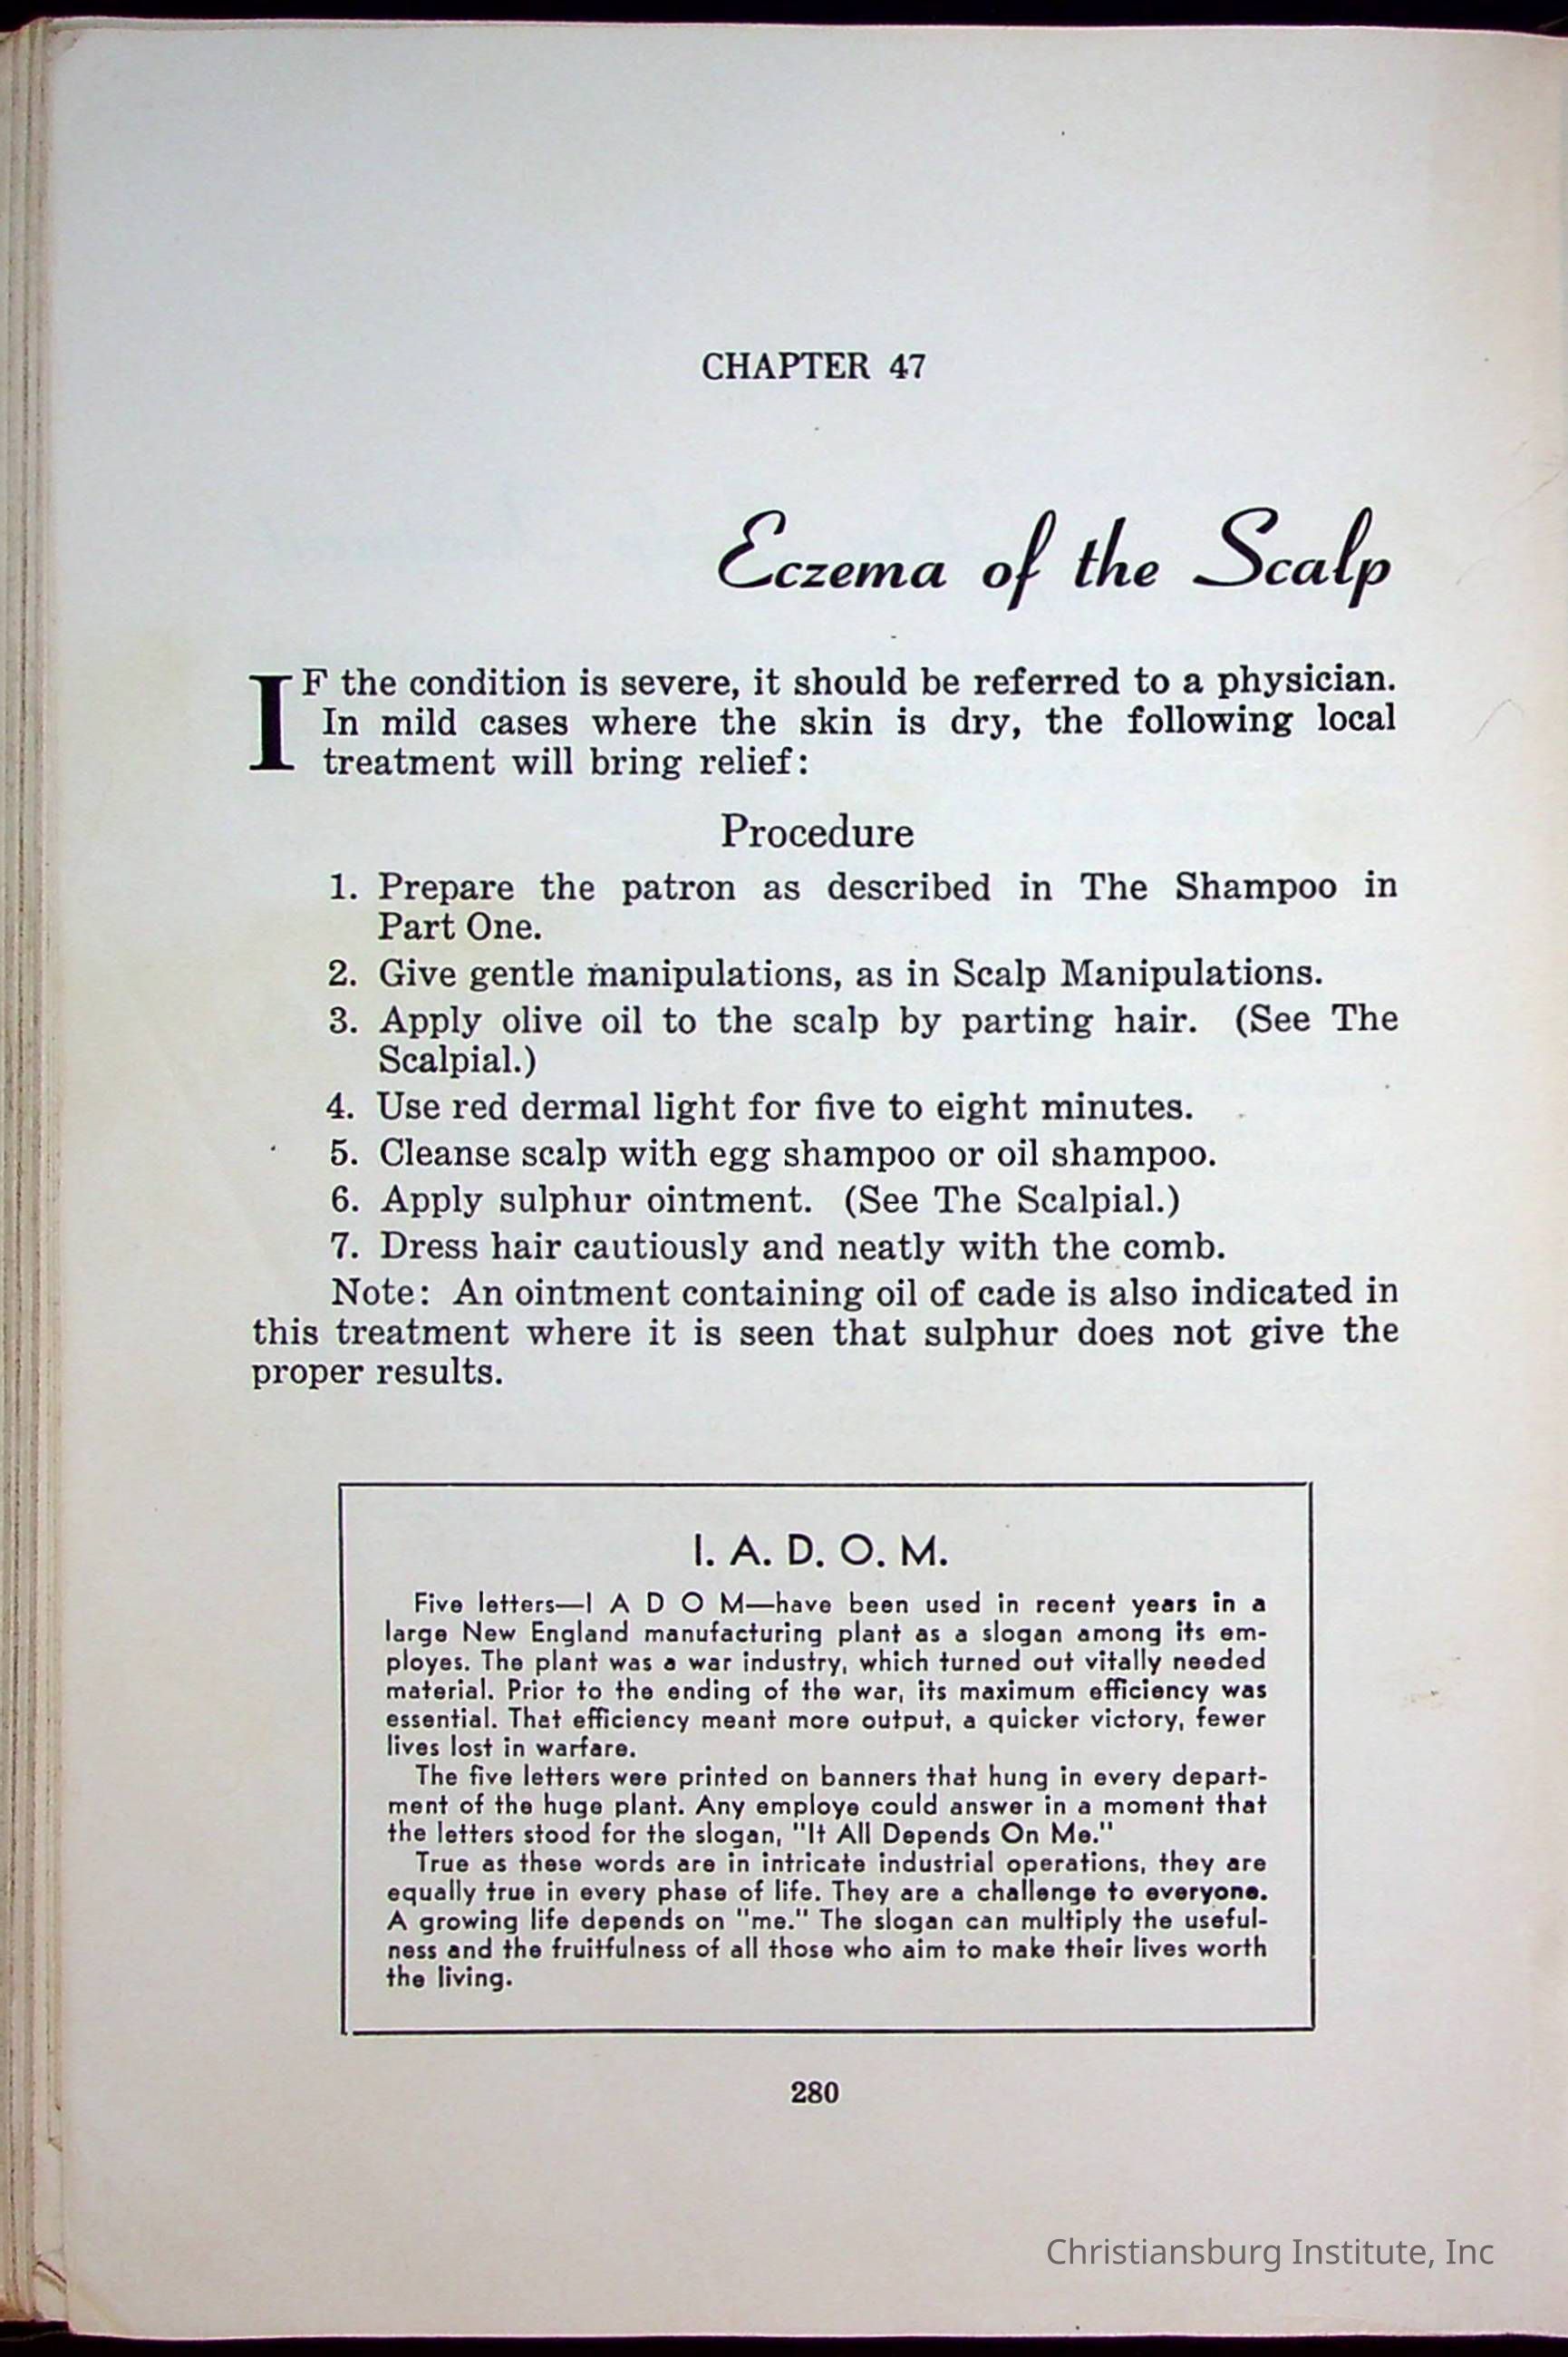 CHAPTER 47
Eczema of the Scalp
IF the condition is severe, it should be referred to a physician.
In mild cases where the skin is dry, the following local
treatment will bring relief:
Procedure
1. Prepare the patron as described in The Shampoo in
Part One.
2. Give gentle manipulations, as in Scalp Manipulations.
3. Apply olive oil to the scalp by parting hair. (See The
Scalpial.)
4. Use red dermal light for five to eight minutes.
5. Cleanse scalp with egg shampoo or oil shampoo.
6. Apply sulphur ointment. (See The Scalpial.)
7. Dress hair cautiously and neatly with the comb.
Note: An ointment containing oil of cade is also indicated in
this treatment where it is seen that sulphur does not give the
proper results.
I. A. D. O. M.
Five letters—I A D O M—have been used in recent years in a
large New England manufacturing plant as a slogan among its em-
ployes. The plant was a war industry, which turned out vitally needed
material. Prior to the ending of the war, its maximum efficiency was
essential. That efficiency meant more output, a quicker victory, fewer
lives lost in warfare.
The five letters were printed on banners that hung in every depart-
ment of the huge plant. Any employe could answer in a moment that
the letters stood for the slogan, "It All Depends On Me."
True as these words are in intricate industrial operations, they are
equally true in every phase of life. They are a challenge to everyone.
A growing life depends on "me." The slogan can multiply the useful-
ness and the fruitfulness of all those who aim to make their lives worth
the living.
280
Christiansburg Institute, Inc